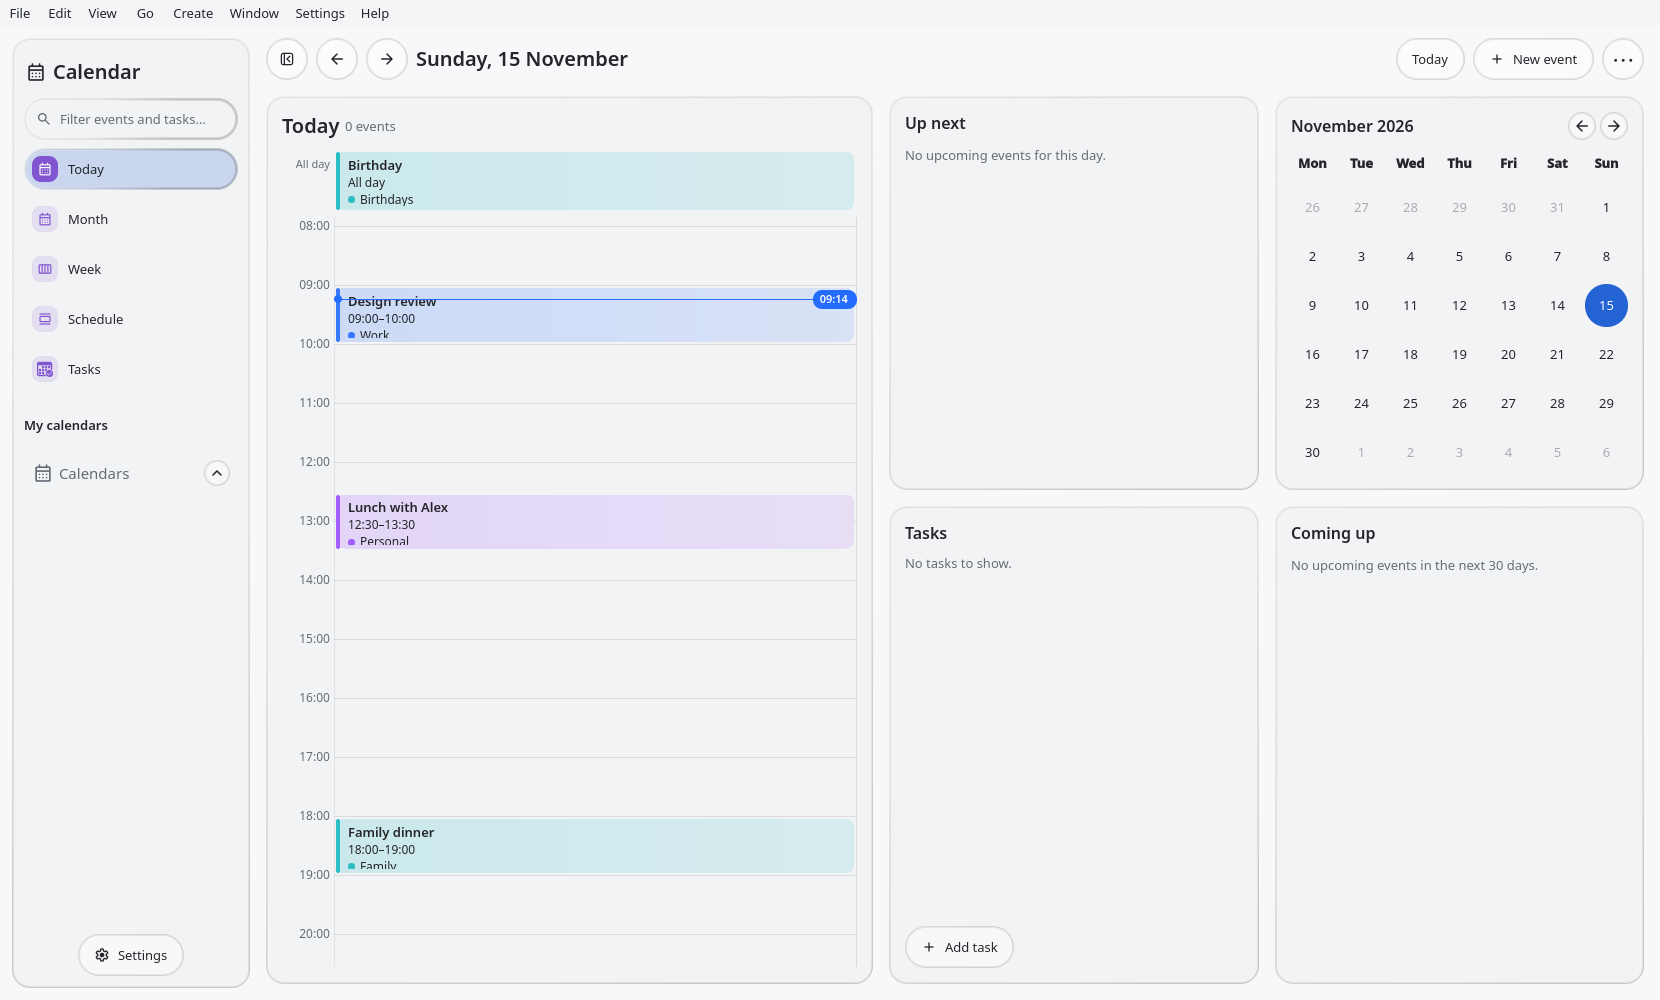 File Edit View Go Create Window Settings Help
Calendar
Filter events and tasks...
Today
Month
Week
Schedule
Tasks
My calendars
Calendars
Settings
Sunday, 15 November
Today
New event
Today 0 events
All day
Birthday
All day
Birthdays
08:00
09:00
Design review
09:14
09:00–10:00
Work
10:00
11:00
12:00
Lunch with Alex
12:30–13:30
Personal
13:00
14:00
15:00
16:00
17:00
18:00
Family dinner
18:00–19:00
Family
19:00
20:00
Up next
No upcoming events for this day.
November 2026
Mon Tue Wed Thu Fri Sat Sun
26 27 28 29 30 31 1
2 3 4 5 6 7 8
9 10 11 12 13 14 15
16 17 18 19 20 21 22
23 24 25 26 27 28 29
30 1 2 3 4 5 6
Tasks
No tasks to show.
Add task
Coming up
No upcoming events in the next 30 days.